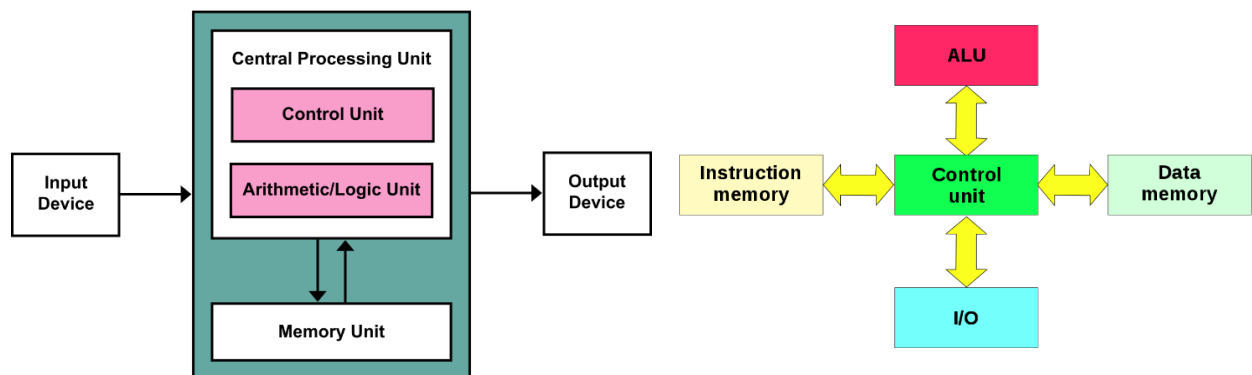 Central Processing Unit
Control Unit
Arithmetic/Logic Unit
Input
Device
Output
Device
Memory Unit
ALU
Instruction
memory
Control
unit
Data
memory
I/O